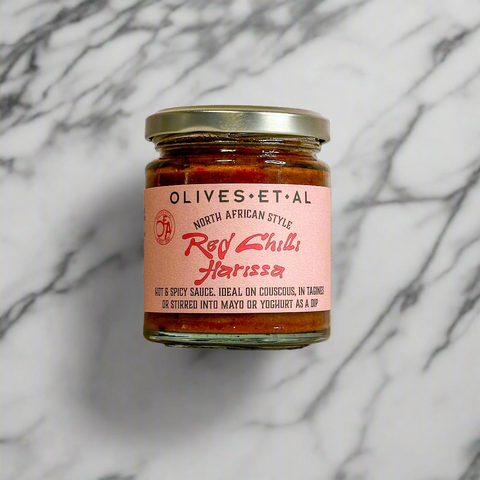 OLIVES•ET•AL
NORTH AFRICAN STYLE
Red Chilli
Harissa
HOT & SPICY SAUCE. IDEAL ON COUSCOUS, IN TAGINES
OR STIRRED INTO MAYO OR YOGHURT AS A DIP